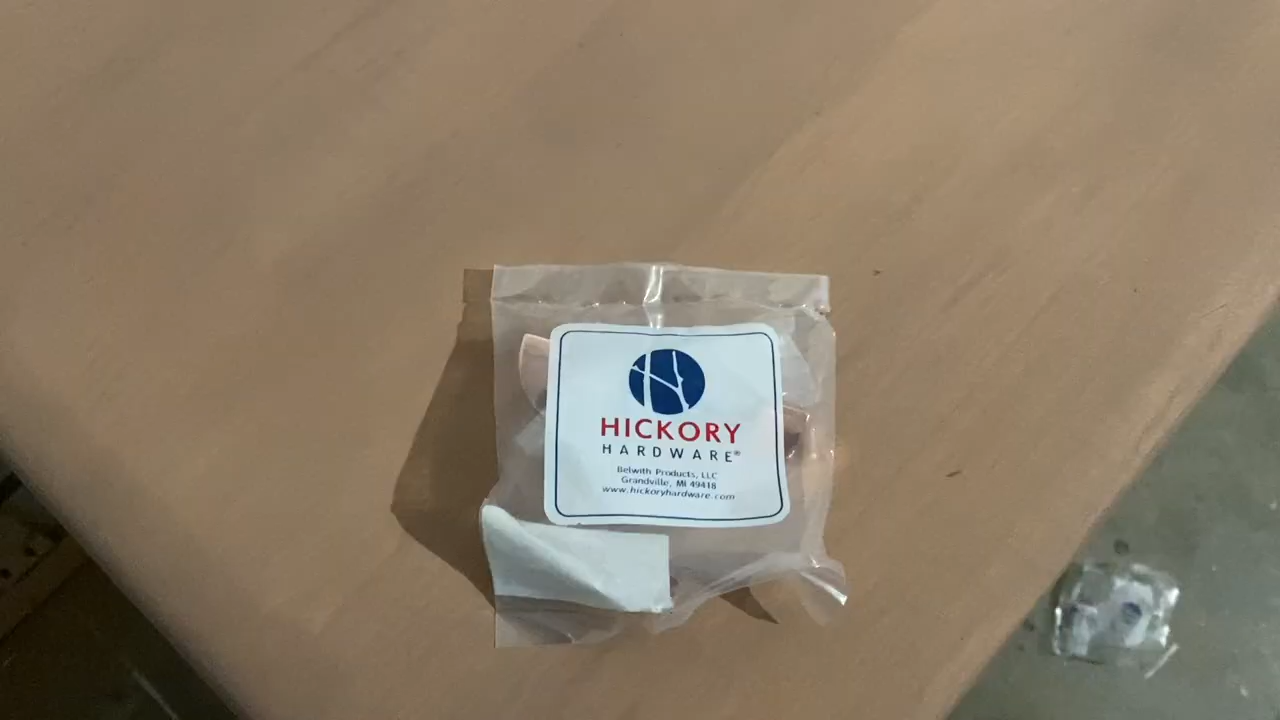 HICKORY
HARDWARE®
Belwith Products, LLC
Grandville, MI 49418
www.hickoryhardware.com